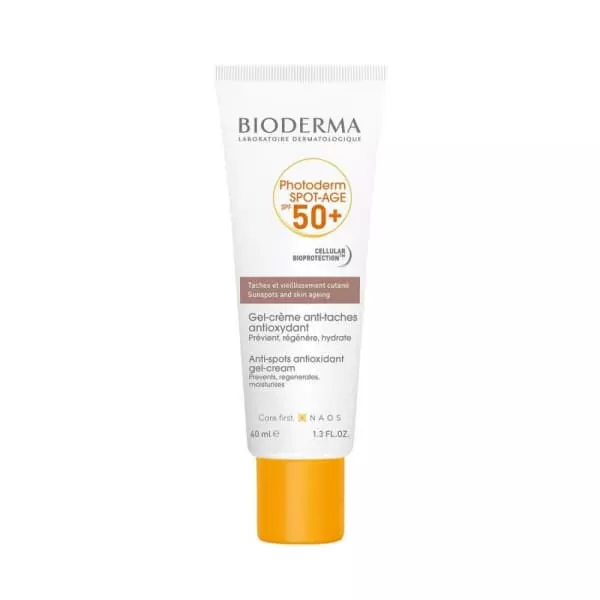 BIODERMA
LABORATOIRE DERMATOLOGIQUE
Photoderm
SPOT-AGE
SPF 50+
CELLULAR
BIOPROTECTION™
Taches et vieillissement cutané
Sunspots and skin ageing
Gel-crème anti-taches
antioxydant
Prévient, régénère, hydrate
Anti-spots antioxidant
gel-cream
Prevents, regenerates,
moisturises
Care first. NAOS
40 ml ℮ 1.3 FL.OZ.